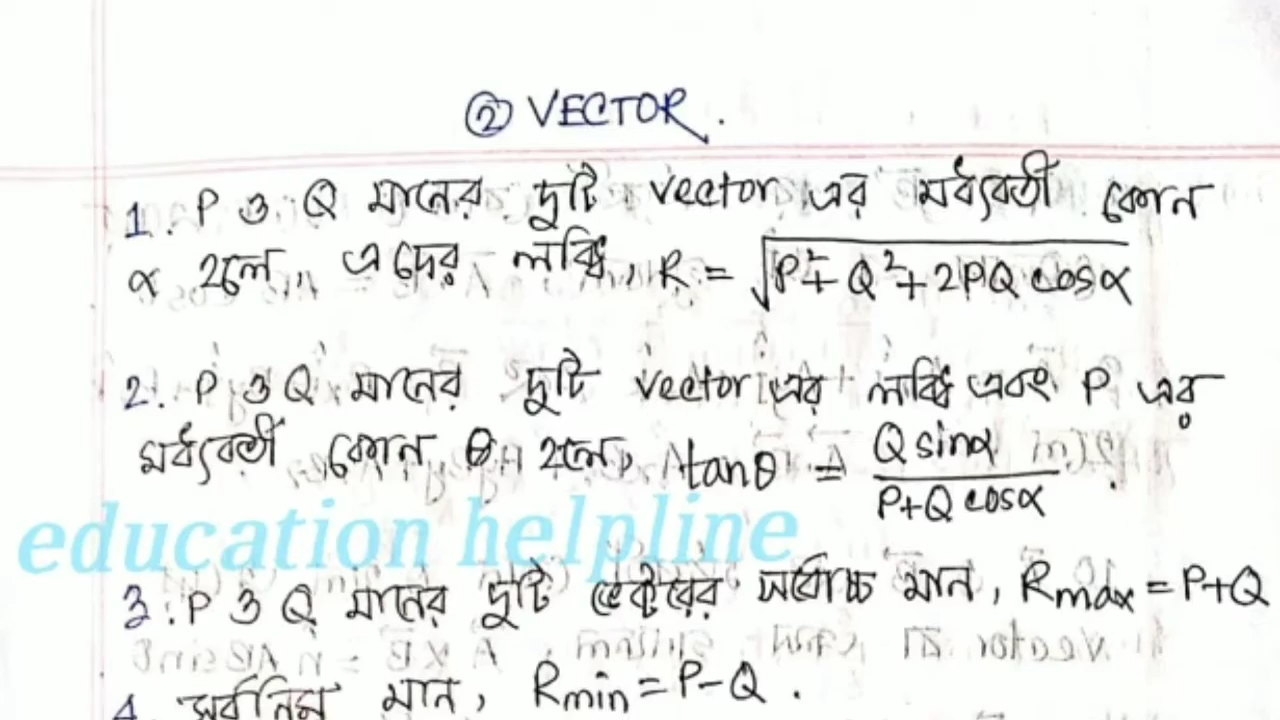 ② VECTOR.
1. P ও Q মানের দুটি vector এর মধ্যবর্তী কোন
α হলে, এদের লব্ধি, R = √(P²+Q²+2PQ cosα)
2. P ও Q মানের দুটি vector এর লব্ধি এবং P এর
মধ্যবর্তী কোন θ হলে, tanθ = Q sinα / P+Q cosα .
education helpline
3. P ও Q মানের দুটি ভেক্টরের সর্বোচ্চ মান, Rmax = P+Q
4. সর্বনিম্ন মান, Rmin = P-Q .